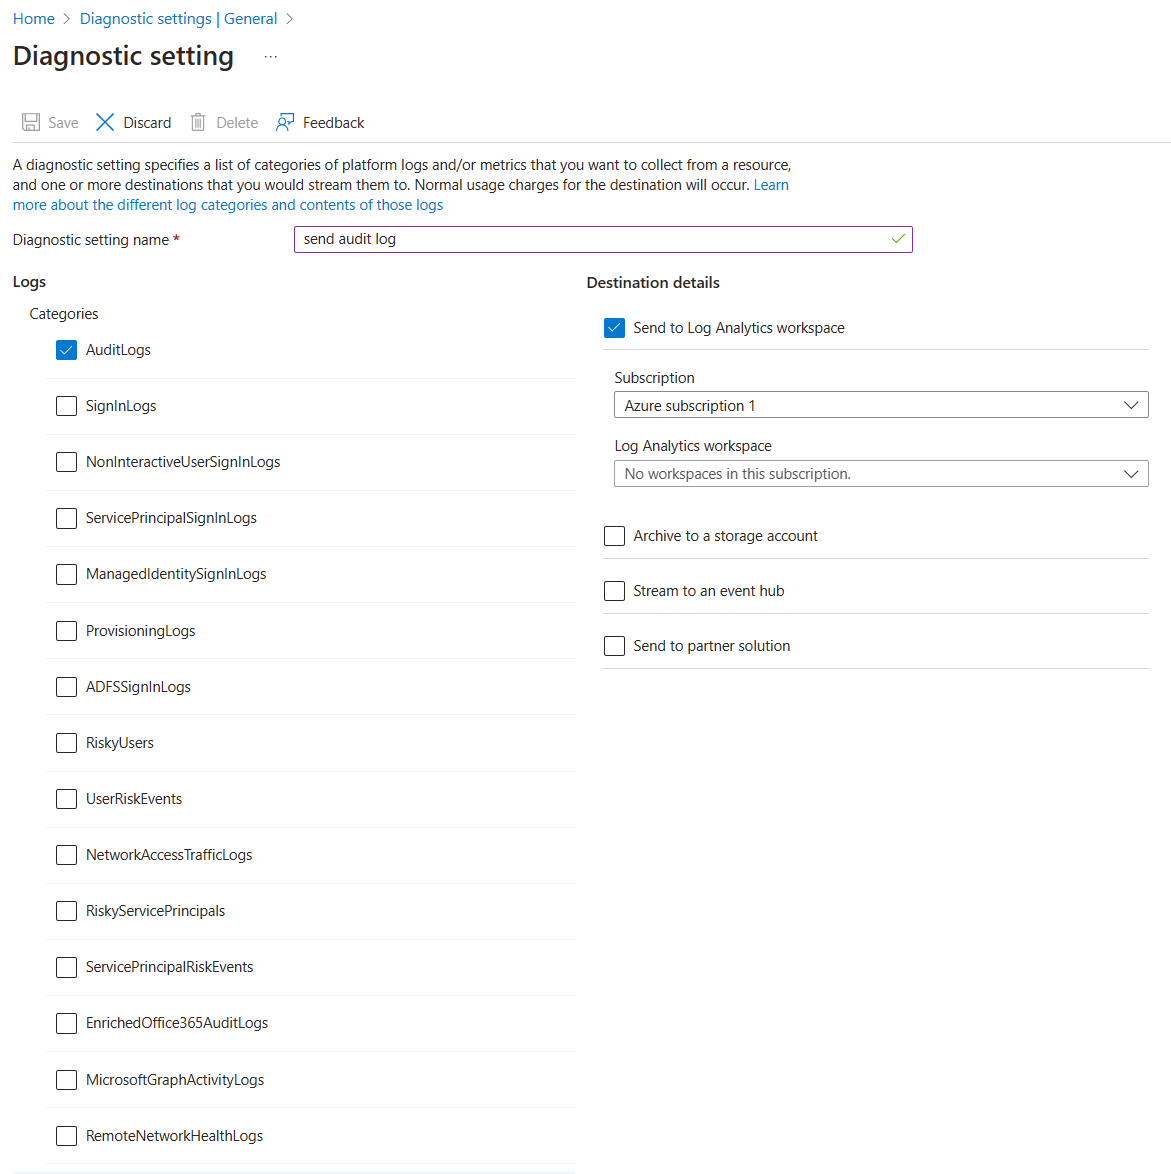 Home > Diagnostic settings | General >
Diagnostic setting ...
Save Discard Delete Feedback
A diagnostic setting specifies a list of categories of platform logs and/or metrics that you want to collect from a resource,
and one or more destinations that you would stream them to. Normal usage charges for the destination will occur. Learn
more about the different log categories and contents of those logs
Diagnostic setting name *
send audit log
Logs
Categories
AuditLogs
SignInLogs
NonInteractiveUserSignInLogs
ServicePrincipalSignInLogs
ManagedIdentitySignInLogs
ProvisioningLogs
ADFSSignInLogs
RiskyUsers
UserRiskEvents
NetworkAccessTrafficLogs
RiskyServicePrincipals
ServicePrincipalRiskEvents
EnrichedOffice365AuditLogs
MicrosoftGraphActivityLogs
RemoteNetworkHealthLogs
Destination details
Send to Log Analytics workspace
Subscription
Azure subscription 1
Log Analytics workspace
No workspaces in this subscription.
Archive to a storage account
Stream to an event hub
Send to partner solution